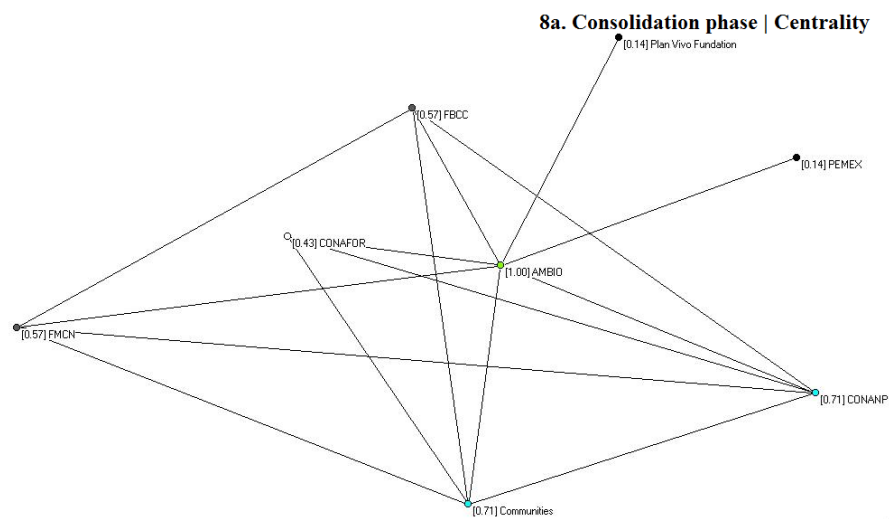 8a. Consolidation phase | Centrality
[0.14] Plan Vivo Fundation
[0.57] FBCC
[0.14] PEMEX
[0.43] CONAFOR
[1.00] AMBIO
[0.57] FMCN
[0.71] CONANP
[0.71] Communities